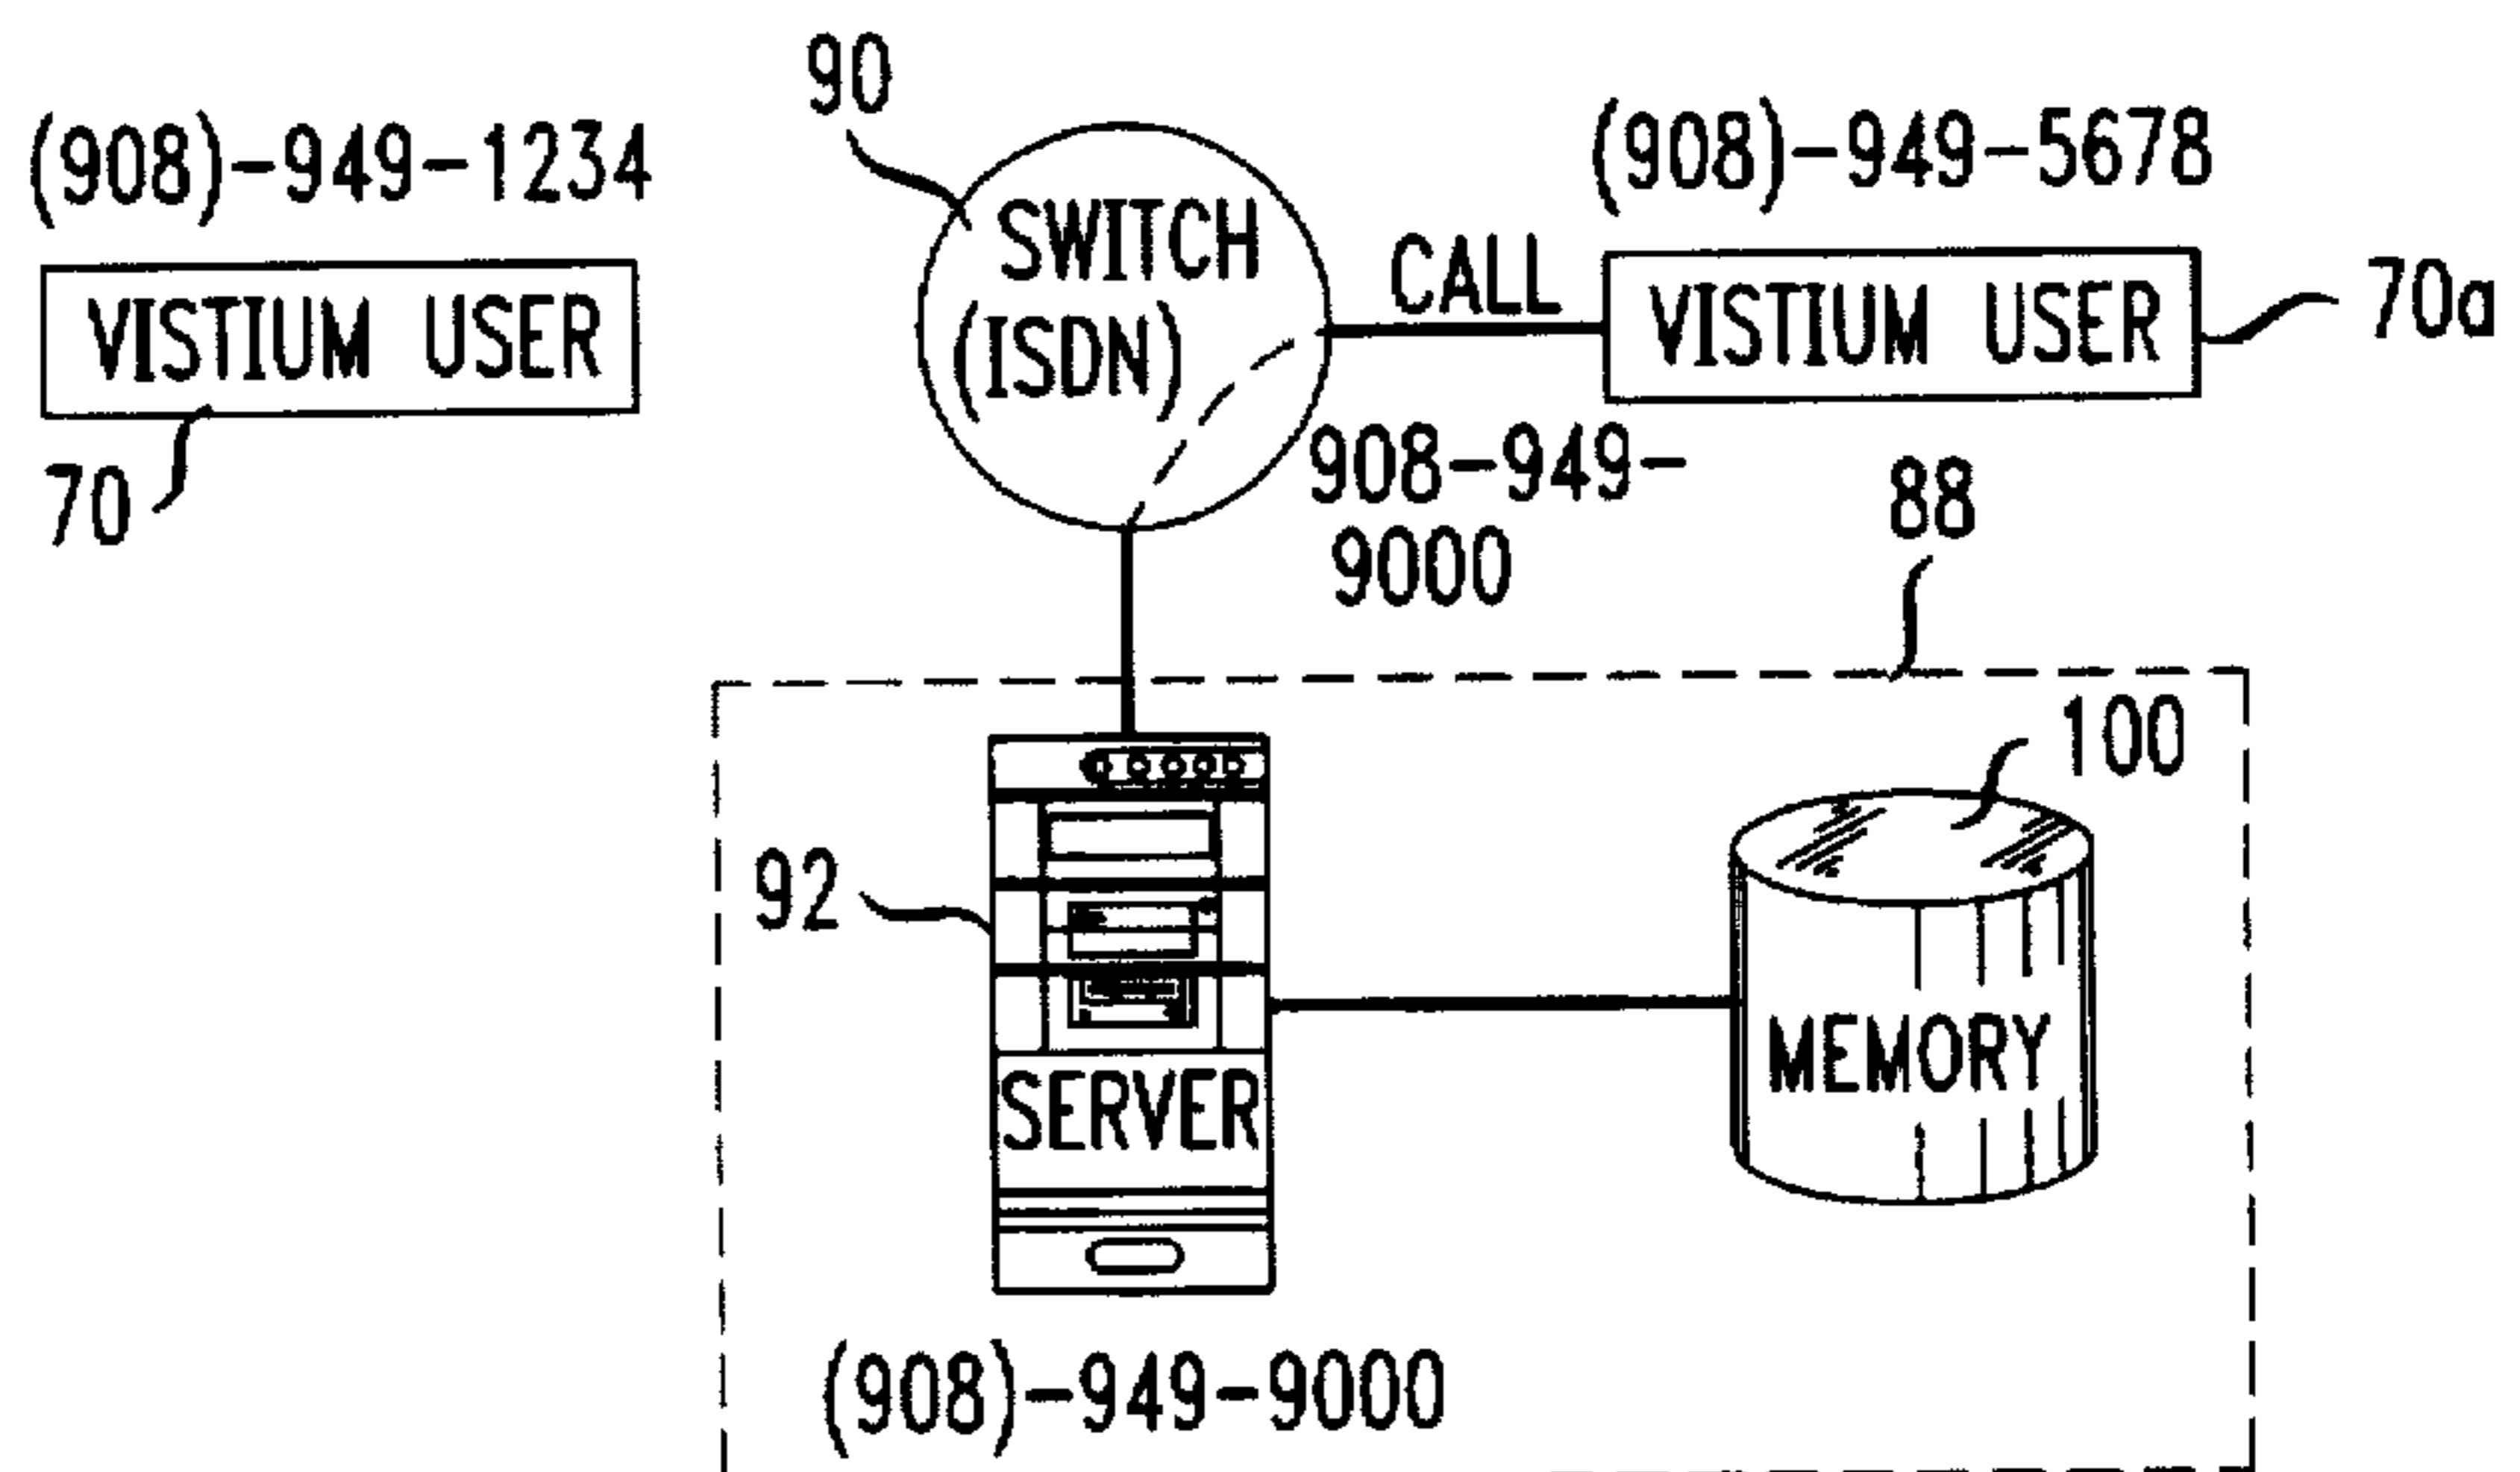 90
(908)-949-1234
(908)-949-5678
SWITCH
(ISDN)
CALL
VISTIUM USER
VISTIUM USER
70a
70
908-949-
9000
88
100
92
MEMORY
SERVER
(908)-949-9000